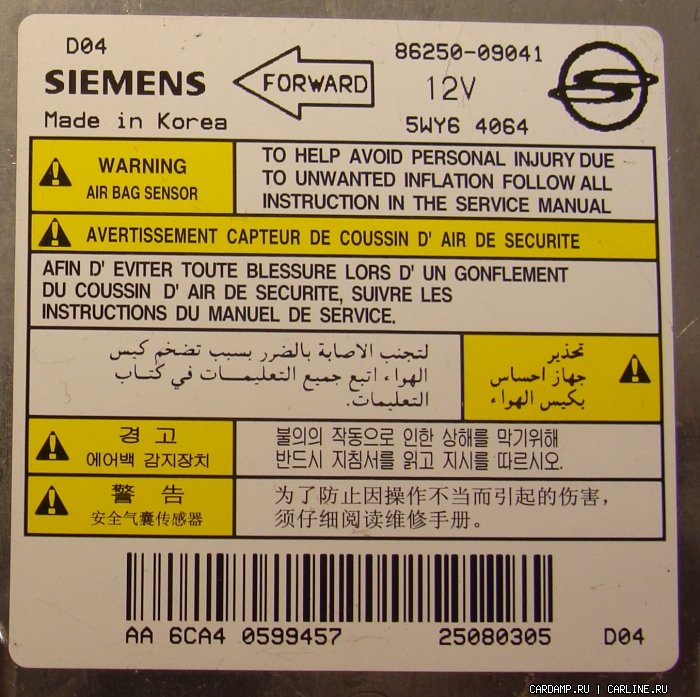 D04
86250-09041
SIEMENS
FORWARD
12V
Made in Korea
5WY6 4064
WARNING
AIR BAG SENSOR
TO HELP AVOID PERSONAL INJURY DUE
TO UNWANTED INFLATION FOLLOW ALL
INSTRUCTION IN THE SERVICE MANUAL
AVERTISSEMENT CAPTEUR DE COUSSIN D' AIR DE SECURITE
AFIN D' EVITER TOUTE BLESSURE LORS D' UN GONFLEMENT
DU COUSSIN D' AIR DE SECURITE, SUIVRE LES
INSTRUCTIONS DU MANUEL DE SERVICE.
تحذير
جهاز احساس
بكيس الهواء
لتجنب الاصابة بالضرر بسبب تضخم كيس
الهواء اتبع جميع التعليمات في كتاب
التعليمات.
경 고
에어백 감지장치
불의의 작동으로 인한 상해를 막기위해
반드시 지침서를 읽고 지시를 따르시오.
警 告
安全气囊传感器
为了防止因操作不当而引起的伤害，
须仔细阅读维修手册。
AA 6CA4 0599457
25080305
D04
CARDAMP.RU | CARLINE.RU